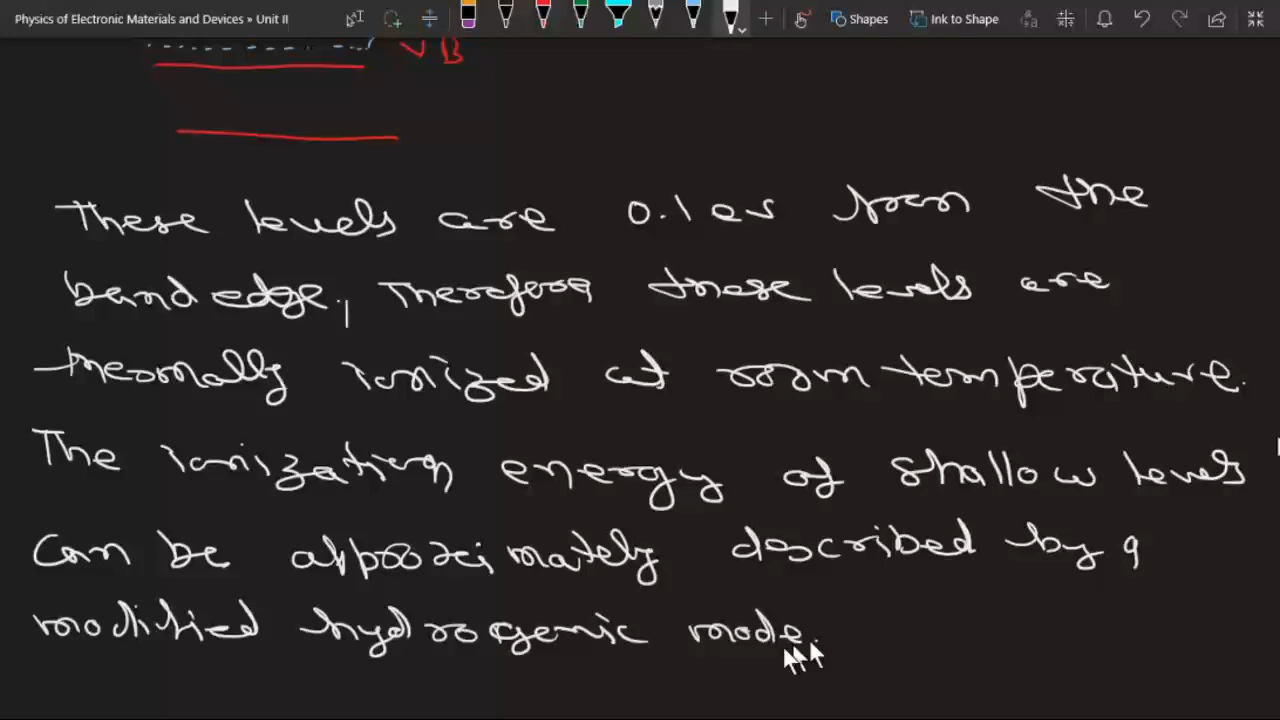 Physics of Electronic Materials and Devices » Unit II
Shapes
Ink to Shape
VB
These levels are 0.1 ev from the
band edge, Therefore these levels are
thermally ionized at room temperature.
The ionization energy of shallow levels
can be approximately described by a
modified hydrogenic mode.